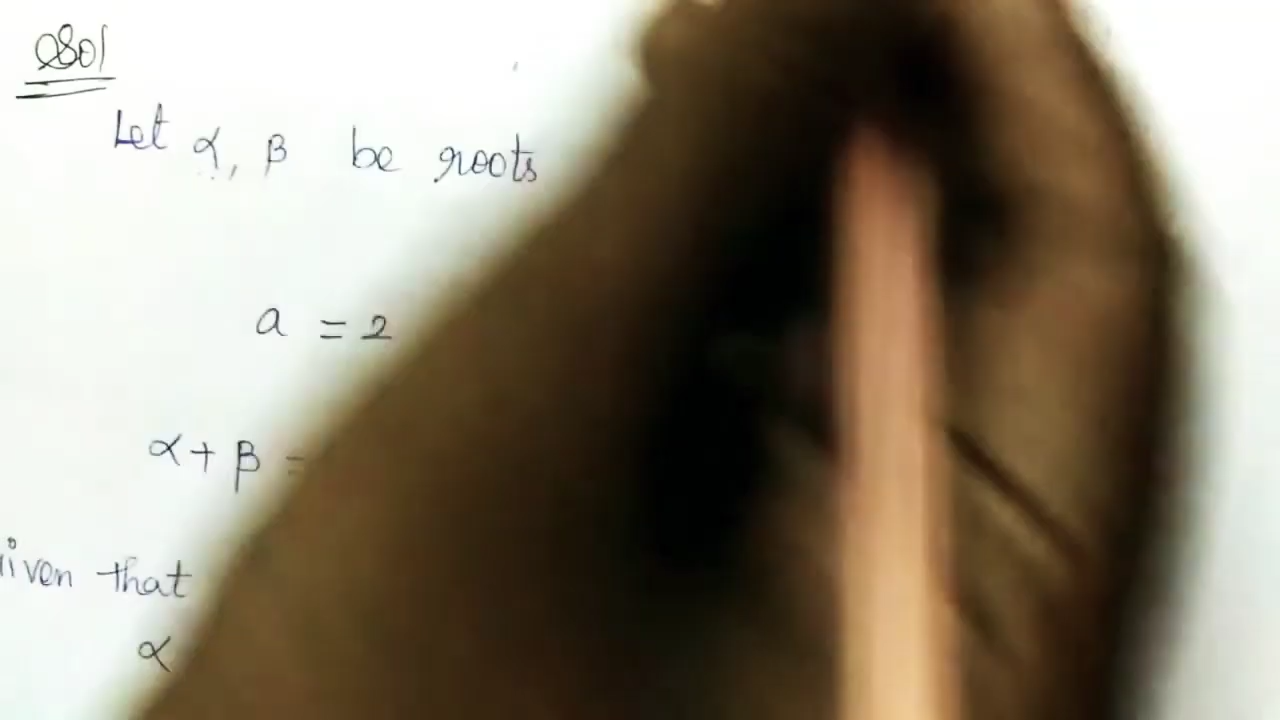 Sol
Let α, β be roots
a = 2
α + β =
iven that
α